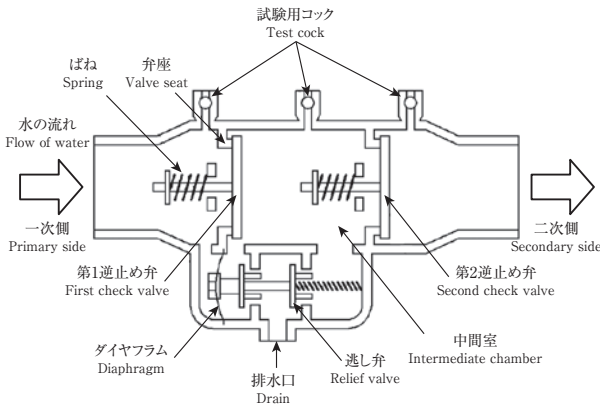 試験用コック
Test cock
ばね
Spring
弁座
Valve seat
水の流れ
Flow of water
一次側
Primary side
二次側
Secondary side
第1逆止め弁
First check valve
第2逆止め弁
Second check valve
ダイヤフラム
Diaphragm
排水口
Drain
逃し弁
Relief valve
中間室
Intermediate chamber